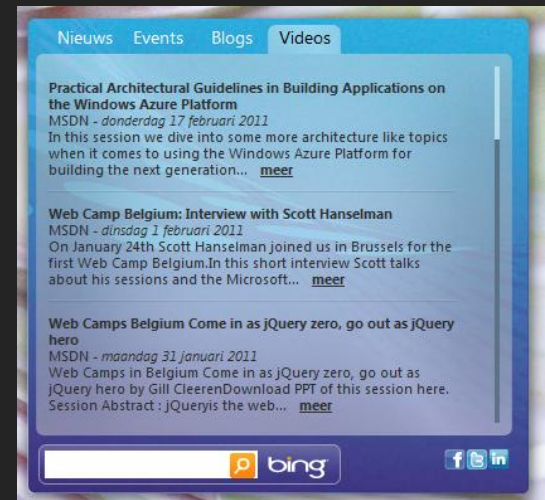 Nieuws Events Blogs Videos
Practical Architectural Guidelines in Building Applications on
the Windows Azure Platform
MSDN - donderdag 17 februari 2011
In this session we dive into some more architecture like topics
when it comes to using the Windows Azure Platform for
building the next generation... meer
Web Camp Belgium: Interview with Scott Hanselman
MSDN - dinsdag 1 februari 2011
On January 24th Scott Hanselman joined us in Brussels for the
first Web Camp Belgium.In this short interview Scott talks
about his sessions and the Microsoft... meer
Web Camps Belgium Come in as jQuery zero, go out as jQuery
hero
MSDN - maandag 31 januari 2011
Web Camps in Belgium Come in as jQuery zero, go out as
jQuery hero by Gill CleerenDownload PPT of this session here.
Session Abstract : jQueryis the web... meer
bing f t in